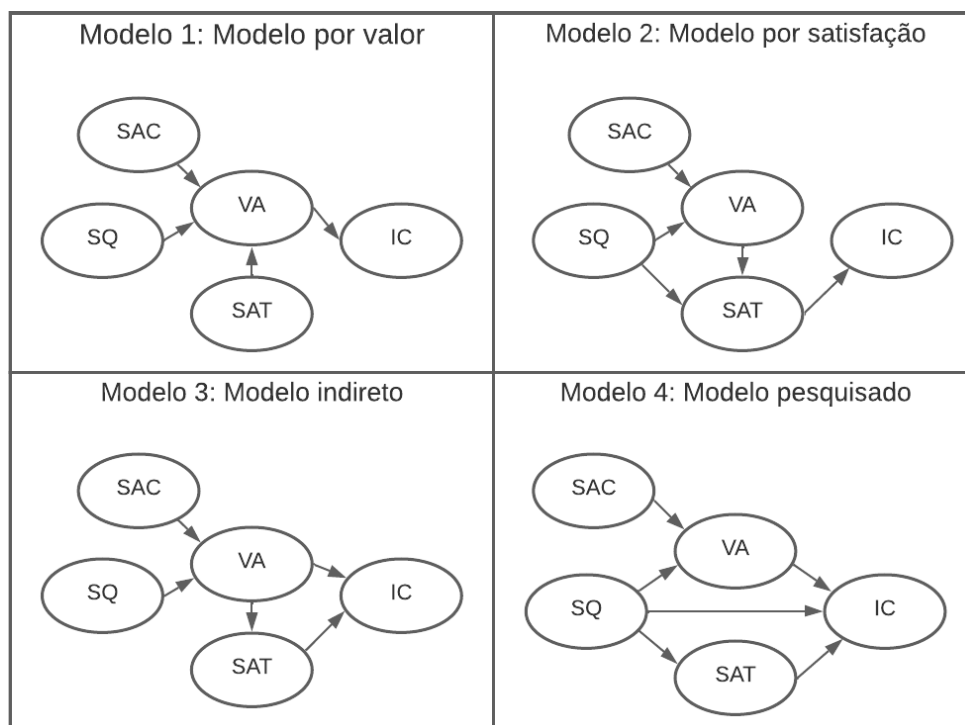 Modelo 1: Modelo por valor
SAC
VA
SQ
IC
SAT
Modelo 2: Modelo por satisfação
SAC
VA
SQ
IC
SAT
Modelo 3: Modelo indireto
SAC
VA
SQ
IC
SAT
Modelo 4: Modelo pesquisado
SAC
VA
SQ
IC
SAT